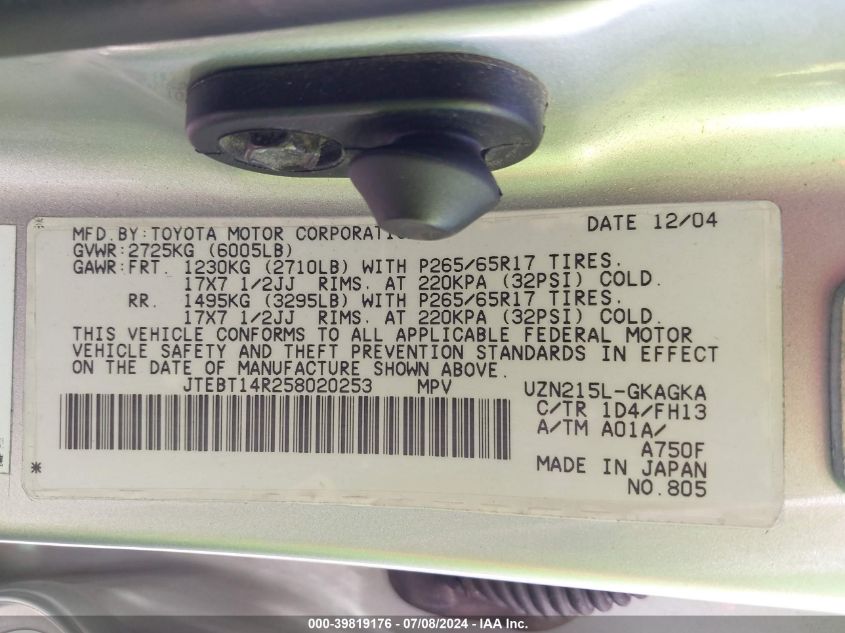 MFD.BY:TOYOTA MOTOR DATE 12/04
GVWR:2725KG (6005LB)
GAWR:FRT. 1230KG (2710LB) WITH P265/65R17 TIRES.
17X7 1/2JJ RIMS. AT 220KPA (32PSI) COLD.
RR. 1495KG (3295LB) WITH P265/65R17 TIRES.
17X7 1/2JJ RIMS. AT 220KPA (32PSI) COLD.
THIS VEHICLE CONFORMS TO ALL APPLICABLE FEDERAL MOTOR
VEHICLE SAFETY AND THEFT PREVENTION STANDARDS IN EFFECT
ON THE DATE OF MANUFACTURE SHOWN ABOVE.
JTEBT14R258020253 MPV UZN215L-GKAGKA
C/TR 1D4/FH13
A/TM A01A/
A750F
* MADE IN JAPAN
NO.805
000-39819176 - 07/08/2024 - IAA Inc.